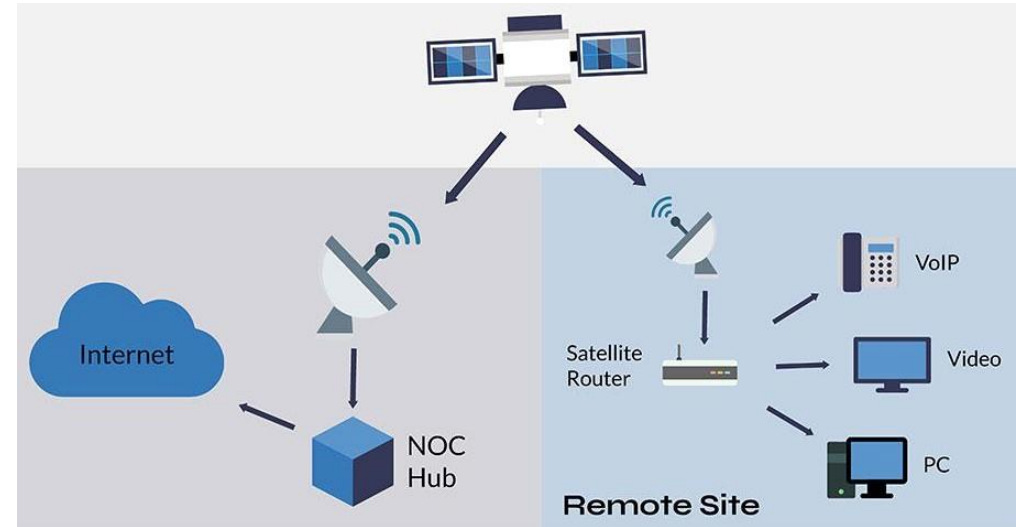 Internet
NOC
Hub
Satellite
Router
VoIP
Video
PC
Remote Site